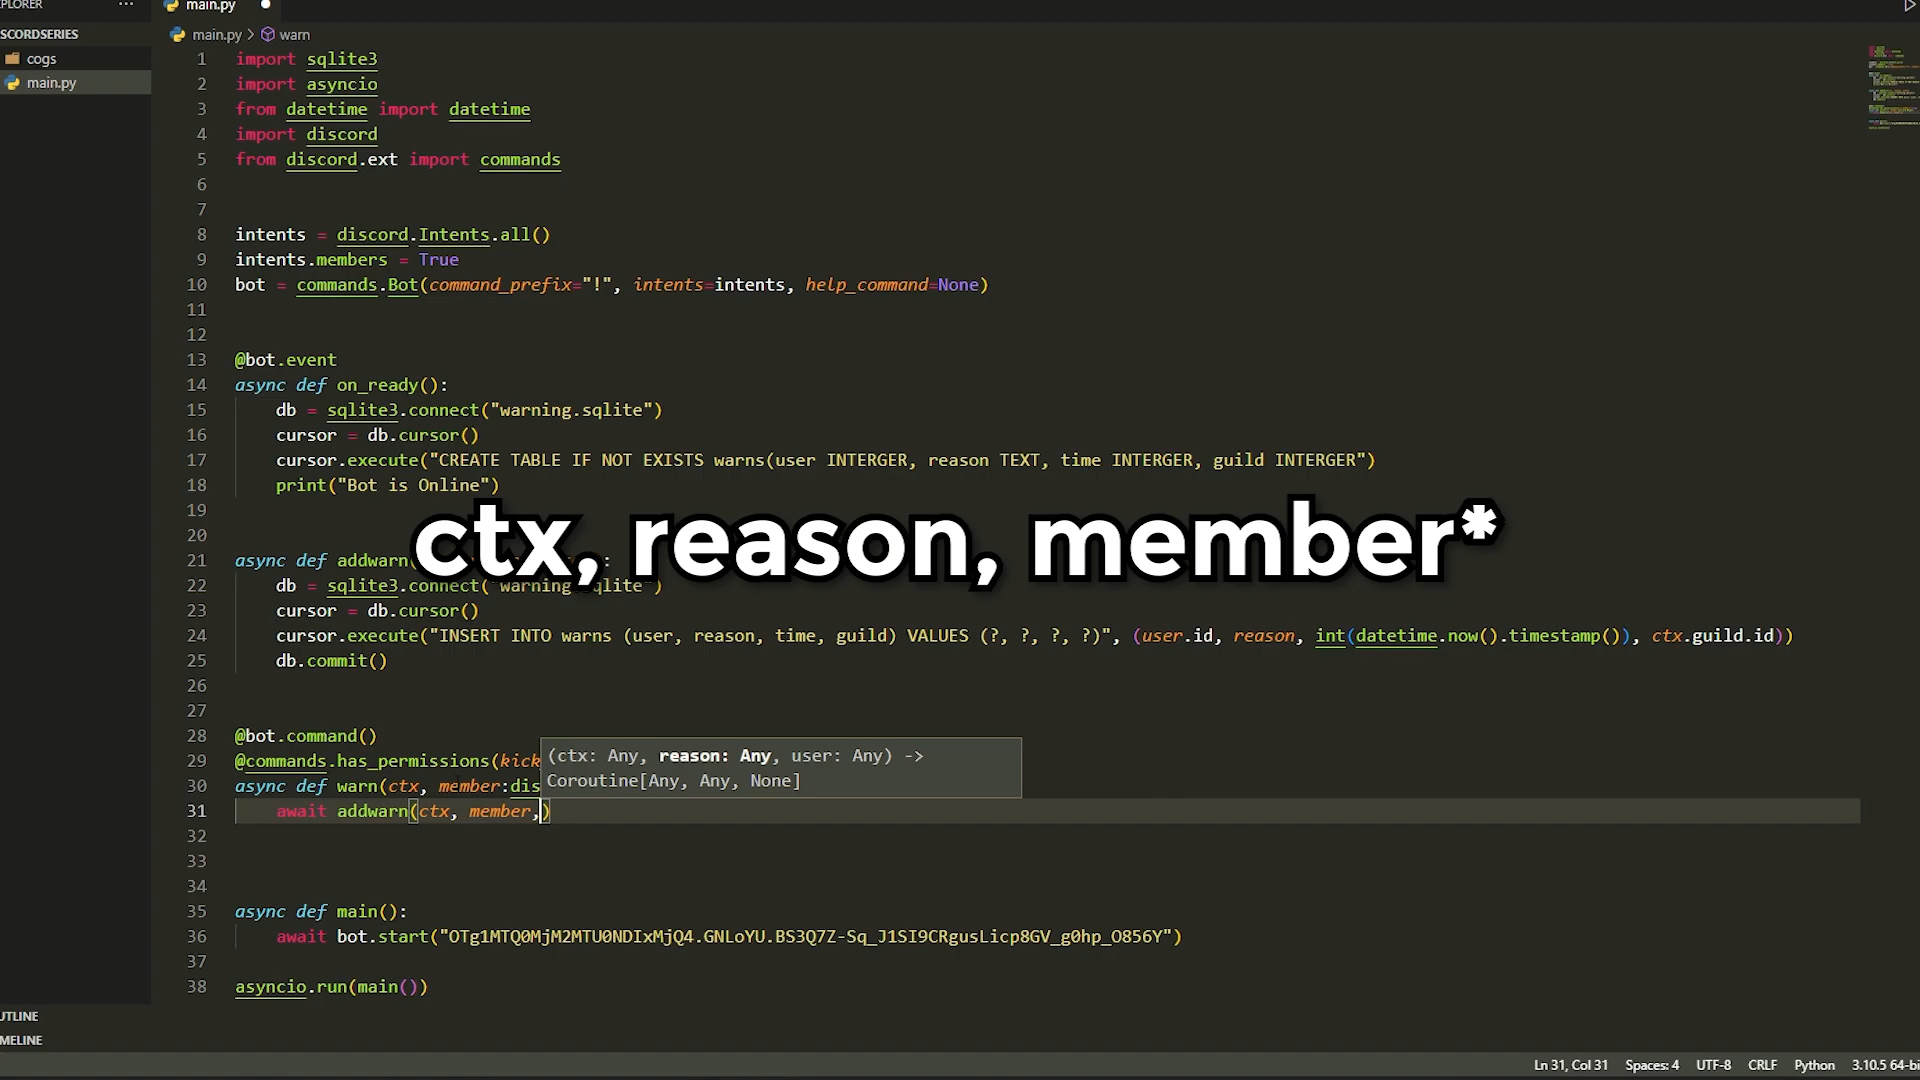 PLORER ···
SCORDSERIES
cogs
main.py
main.py
main.py > warn
1 import sqlite3
2 import asyncio
3 from datetime import datetime
4 import discord
5 from discord.ext import commands
6
7
8 intents = discord.Intents.all()
9 intents.members = True
10 bot = commands.Bot(command_prefix="!", intents=intents, help_command=None)
11
12
13 @bot.event
14 async def on_ready():
15 db = sqlite3.connect("warning.sqlite")
16 cursor = db.cursor()
17 cursor.execute("CREATE TABLE IF NOT EXISTS warns(user INTERGER, reason TEXT, time INTERGER, guild INTERGER")
18 print("Bot is Online")
19
20
ctx, reason, member*
21 async def addwarn :
22 db = sqlite3.connect("warning.sqlite")
23 cursor = db.cursor()
24 cursor.execute("INSERT INTO warns (user, reason, time, guild) VALUES (?, ?, ?, ?)", (user.id, reason, int(datetime.now().timestamp()), ctx.guild.id))
25 db.commit()
26
27
28 @bot.command()
29 @commands.has_permissions(kick
(ctx: Any, reason: Any, user: Any) ->
Coroutine[Any, Any, None]
30 async def warn(ctx, member:dis
31 await addwarn(ctx, member,)
32
33
34
35 async def main():
36 await bot.start("OTg1MTQ0MjM2MTU0NDIxMjQ4.GNLoYU.BS3Q7Z-Sq_J1SI9CRgusLicp8GV_g0hp_O856Y")
37
38 asyncio.run(main())
UTLINE
MELINE
Ln 31, Col 31 Spaces: 4 UTF-8 CRLF Python 3.10.5 64-bi